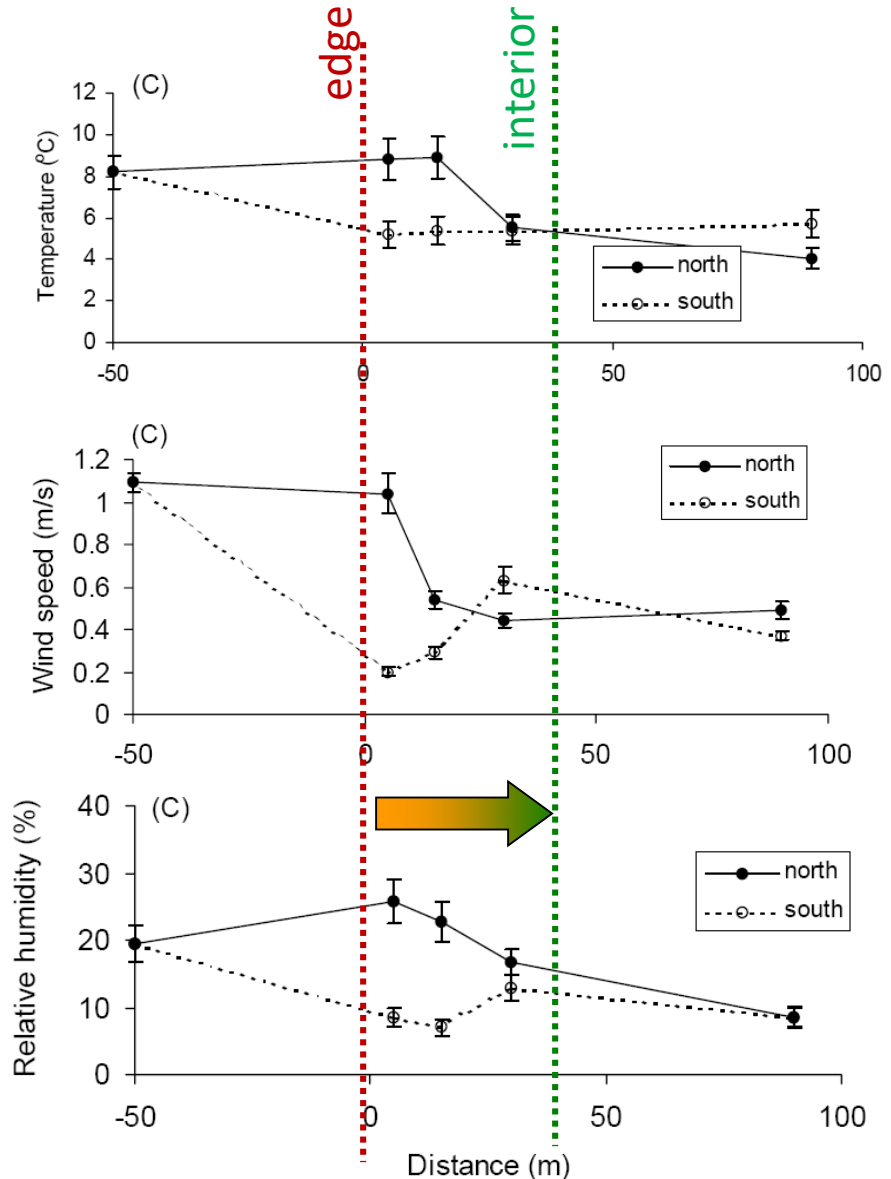 edge
interior
(C)
Temperature (⁰C)
12
10
8
6
4
2
0
-50
0
50
100
north
south
(C)
Wind speed (m/s)
1.2
1
0.8
0.6
0.4
0.2
0
-50
0
50
100
north
south
(C)
Relative humidity (%)
40
30
20
10
0
-50
0
50
100
north
south
Distance (m)